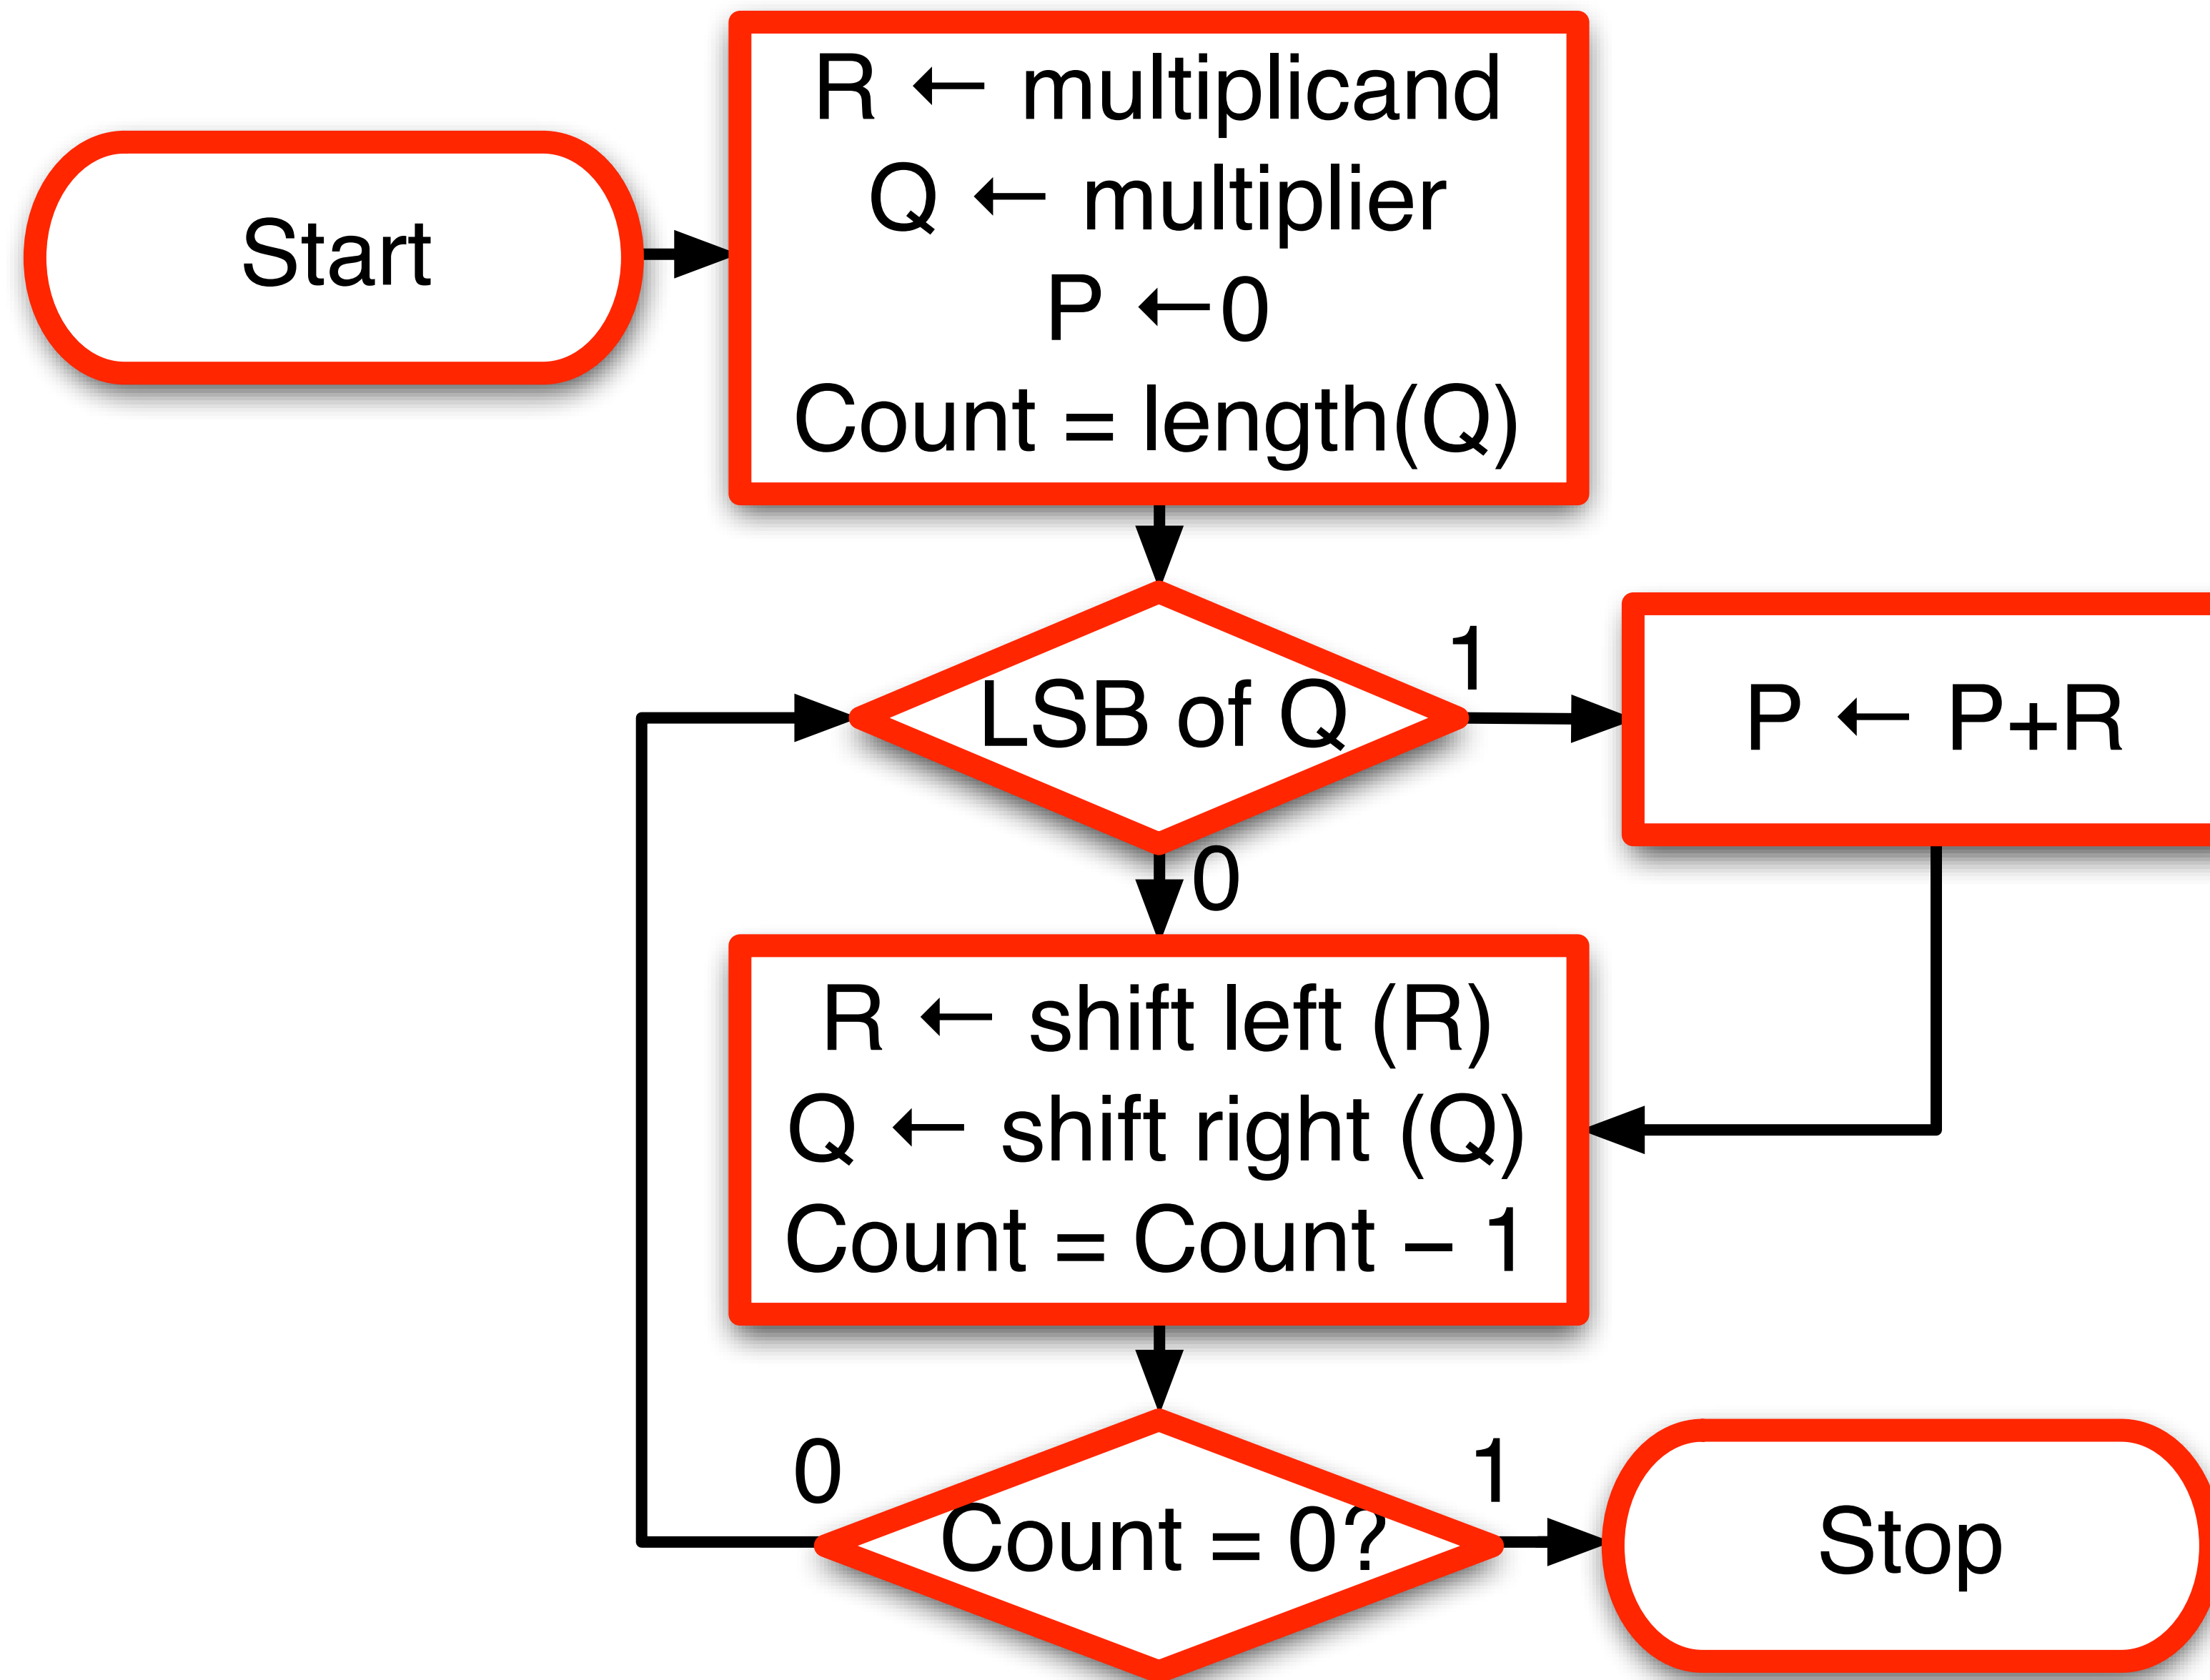 Start
R ← multiplicand
Q ← multiplier
P ←0
Count = length(Q)
LSB of Q
1
P ← P+R
0
R ← shift left (R)
Q ← shift right (Q)
Count = Count – 1
0
Count = 0?
1
Stop